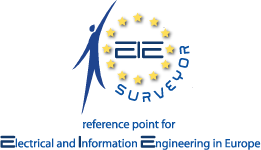 EIE
SURVEYOR
reference point for
Electrical and Information Engineering in Europe